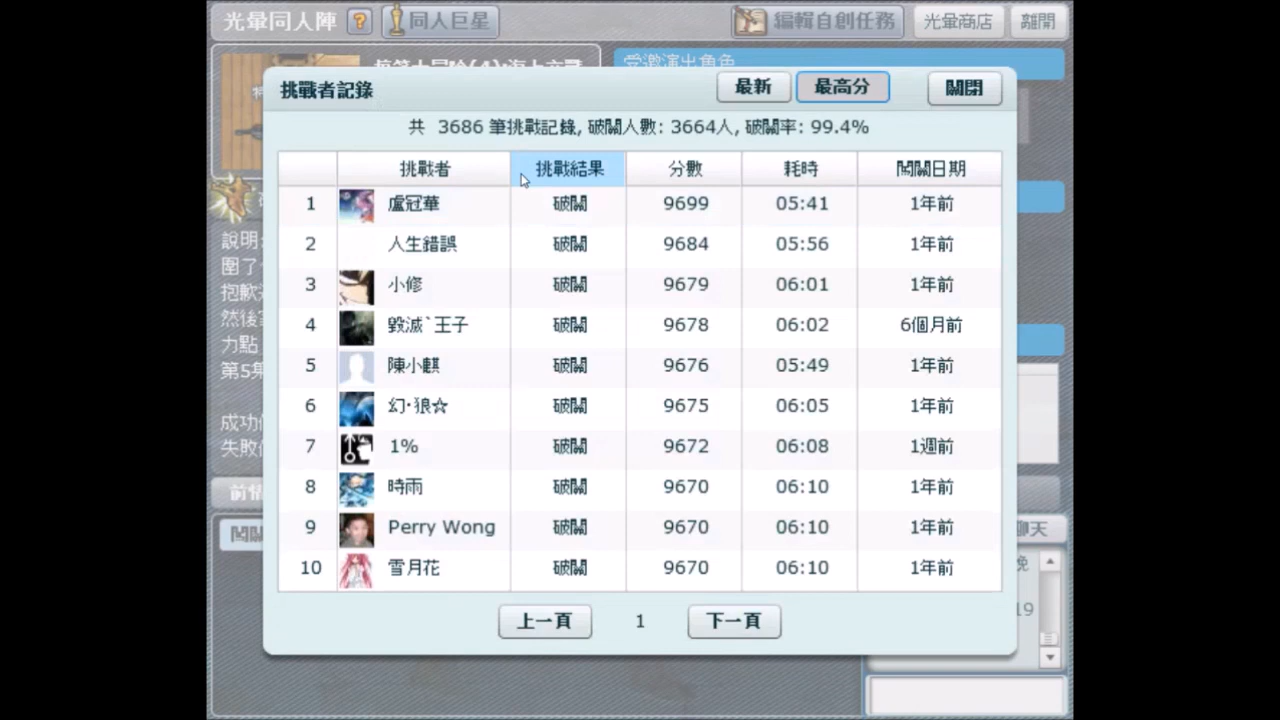 光暈同人陣 ? 同人巨星 編輯自創任務 光暈商店 離開
受邀演出角色
挑戰者記錄 最新 最高分 關閉
共 3686 筆挑戰記錄, 破關人數: 3664人, 破關率: 99.4%
挑戰者 挑戰結果 分數 耗時 闖關日期
1 盧冠華 破關 9699 05:41 1年前
2 人生錯誤 破關 9684 05:56 1年前
3 小修 破關 9679 06:01 1年前
4 毀滅`王子 破關 9678 06:02 6個月前
5 陳小麒 破關 9676 05:49 1年前
6 幻·狼☆ 破關 9675 06:05 1年前
7 1% 破關 9672 06:08 1週前
8 時雨 破關 9670 06:10 1年前
9 Perry Wong 破關 9670 06:10 1年前
10 雪月花 破關 9670 06:10 1年前
上一頁 1 下一頁
說明
圍了
抱歉
然後
力點
第5集
成功
失敗
前情
聊天
19